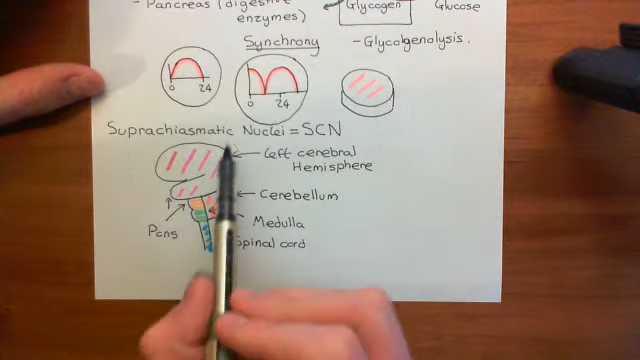 - Pancreas (digestive
enzymes)
Glycogen
Glucose
Synchrony
- Glycolgenolysis.
0 24
0 24
Suprachiasmatic Nuclei = SCN
Left cerebral
Hemisphere
Cerebellum
Medulla
Pons
Spinal cord